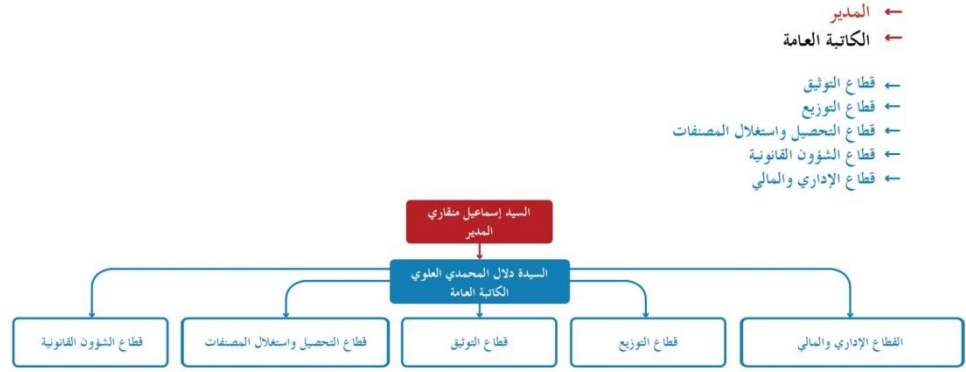 المدير
الكاتبة العامة
قطاع التوثيق
قطاع التوزيع
قطاع التحصيل واستغلال المصنفات
قطاع الشؤون القانونية
قطاع الإداري والمالي
السيد إسماعيل منقاري
المدير
السيدة دلال المحمدي العلوي
الكاتبة العامة
القطاع الإداري والمالي
قطاع التوزيع
قطاع التوثيق
قطاع التحصيل واستغلال المصنفات
قطاع الشؤون القانونية